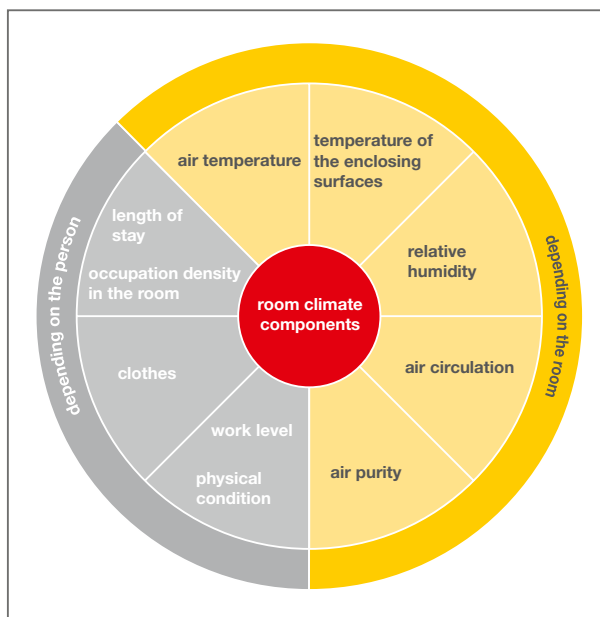 air temperature
temperature of
the enclosing
surfaces
relative
humidity
air circulation
air purity
work level
physical
condition
clothes
length of
stay
occupation density
in the room
room climate
components
depending on the person
depending on the room